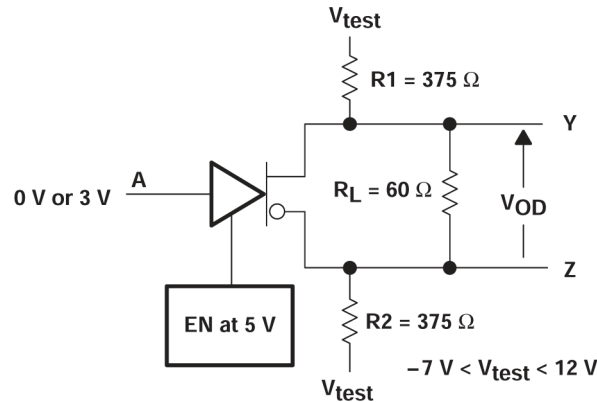 Vtest
R1 = 375 Ω
Y
A
0 V or 3 V
RL = 60 Ω
VOD
Z
EN at 5 V
R2 = 375 Ω
–7 V < Vtest < 12 V
Vtest